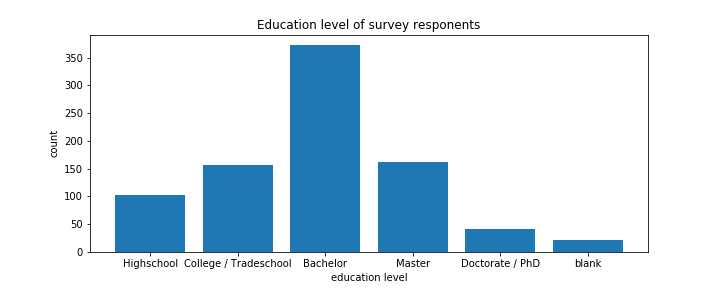 Education level of survey responents
count
350
300
250
200
150
100
50
0
Highschool College / Tradeschool Bachelor Master Doctorate / PhD blank
education level